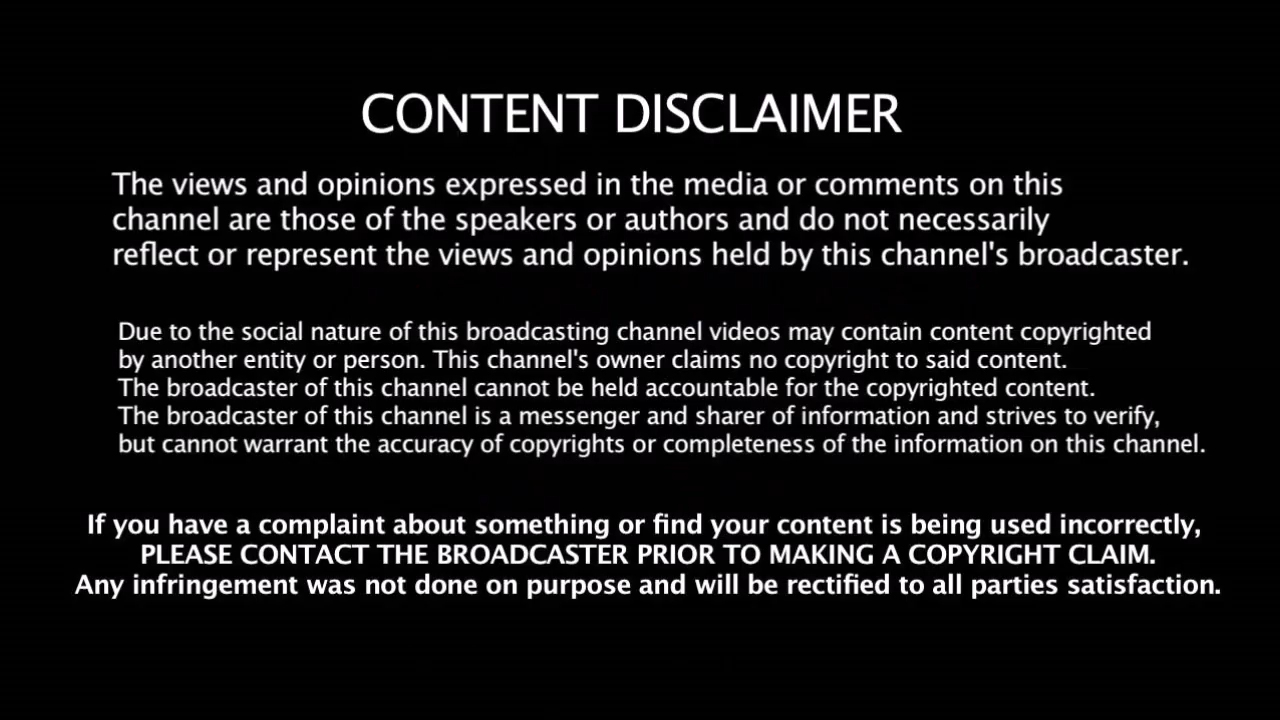 CONTENT DISCLAIMER
The views and opinions expressed in the media or comments on this
channel are those of the speakers or authors and do not necessarily
reflect or represent the views and opinions held by this channel's broadcaster.
Due to the social nature of this broadcasting channel videos may contain content copyrighted
by another entity or person. This channel's owner claims no copyright to said content.
The broadcaster of this channel cannot be held accountable for the copyrighted content.
The broadcaster of this channel is a messenger and sharer of information and strives to verify,
but cannot warrant the accuracy of copyrights or completeness of the information on this channel.
If you have a complaint about something or find your content is being used incorrectly,
PLEASE CONTACT THE BROADCASTER PRIOR TO MAKING A COPYRIGHT CLAIM.
Any infringement was not done on purpose and will be rectified to all parties satisfaction.